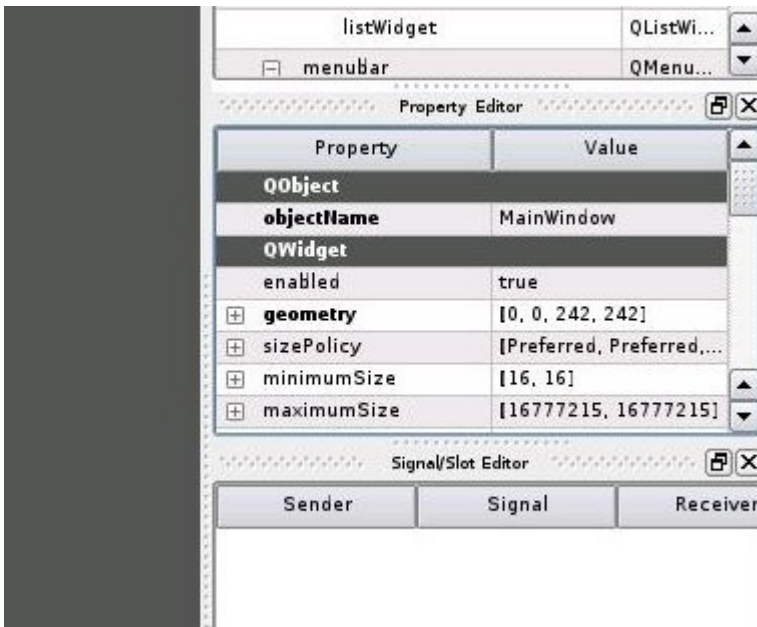 listWidget QListWi...
menubar QMenu...
Property Editor
Property Value
QObject
objectName MainWindow
QWidget
enabled true
geometry [0, 0, 242, 242]
sizePolicy [Preferred, Preferred,...
minimumSize [16, 16]
maximumSize [16777215, 16777215]
Signal/Slot Editor
Sender Signal Receiver